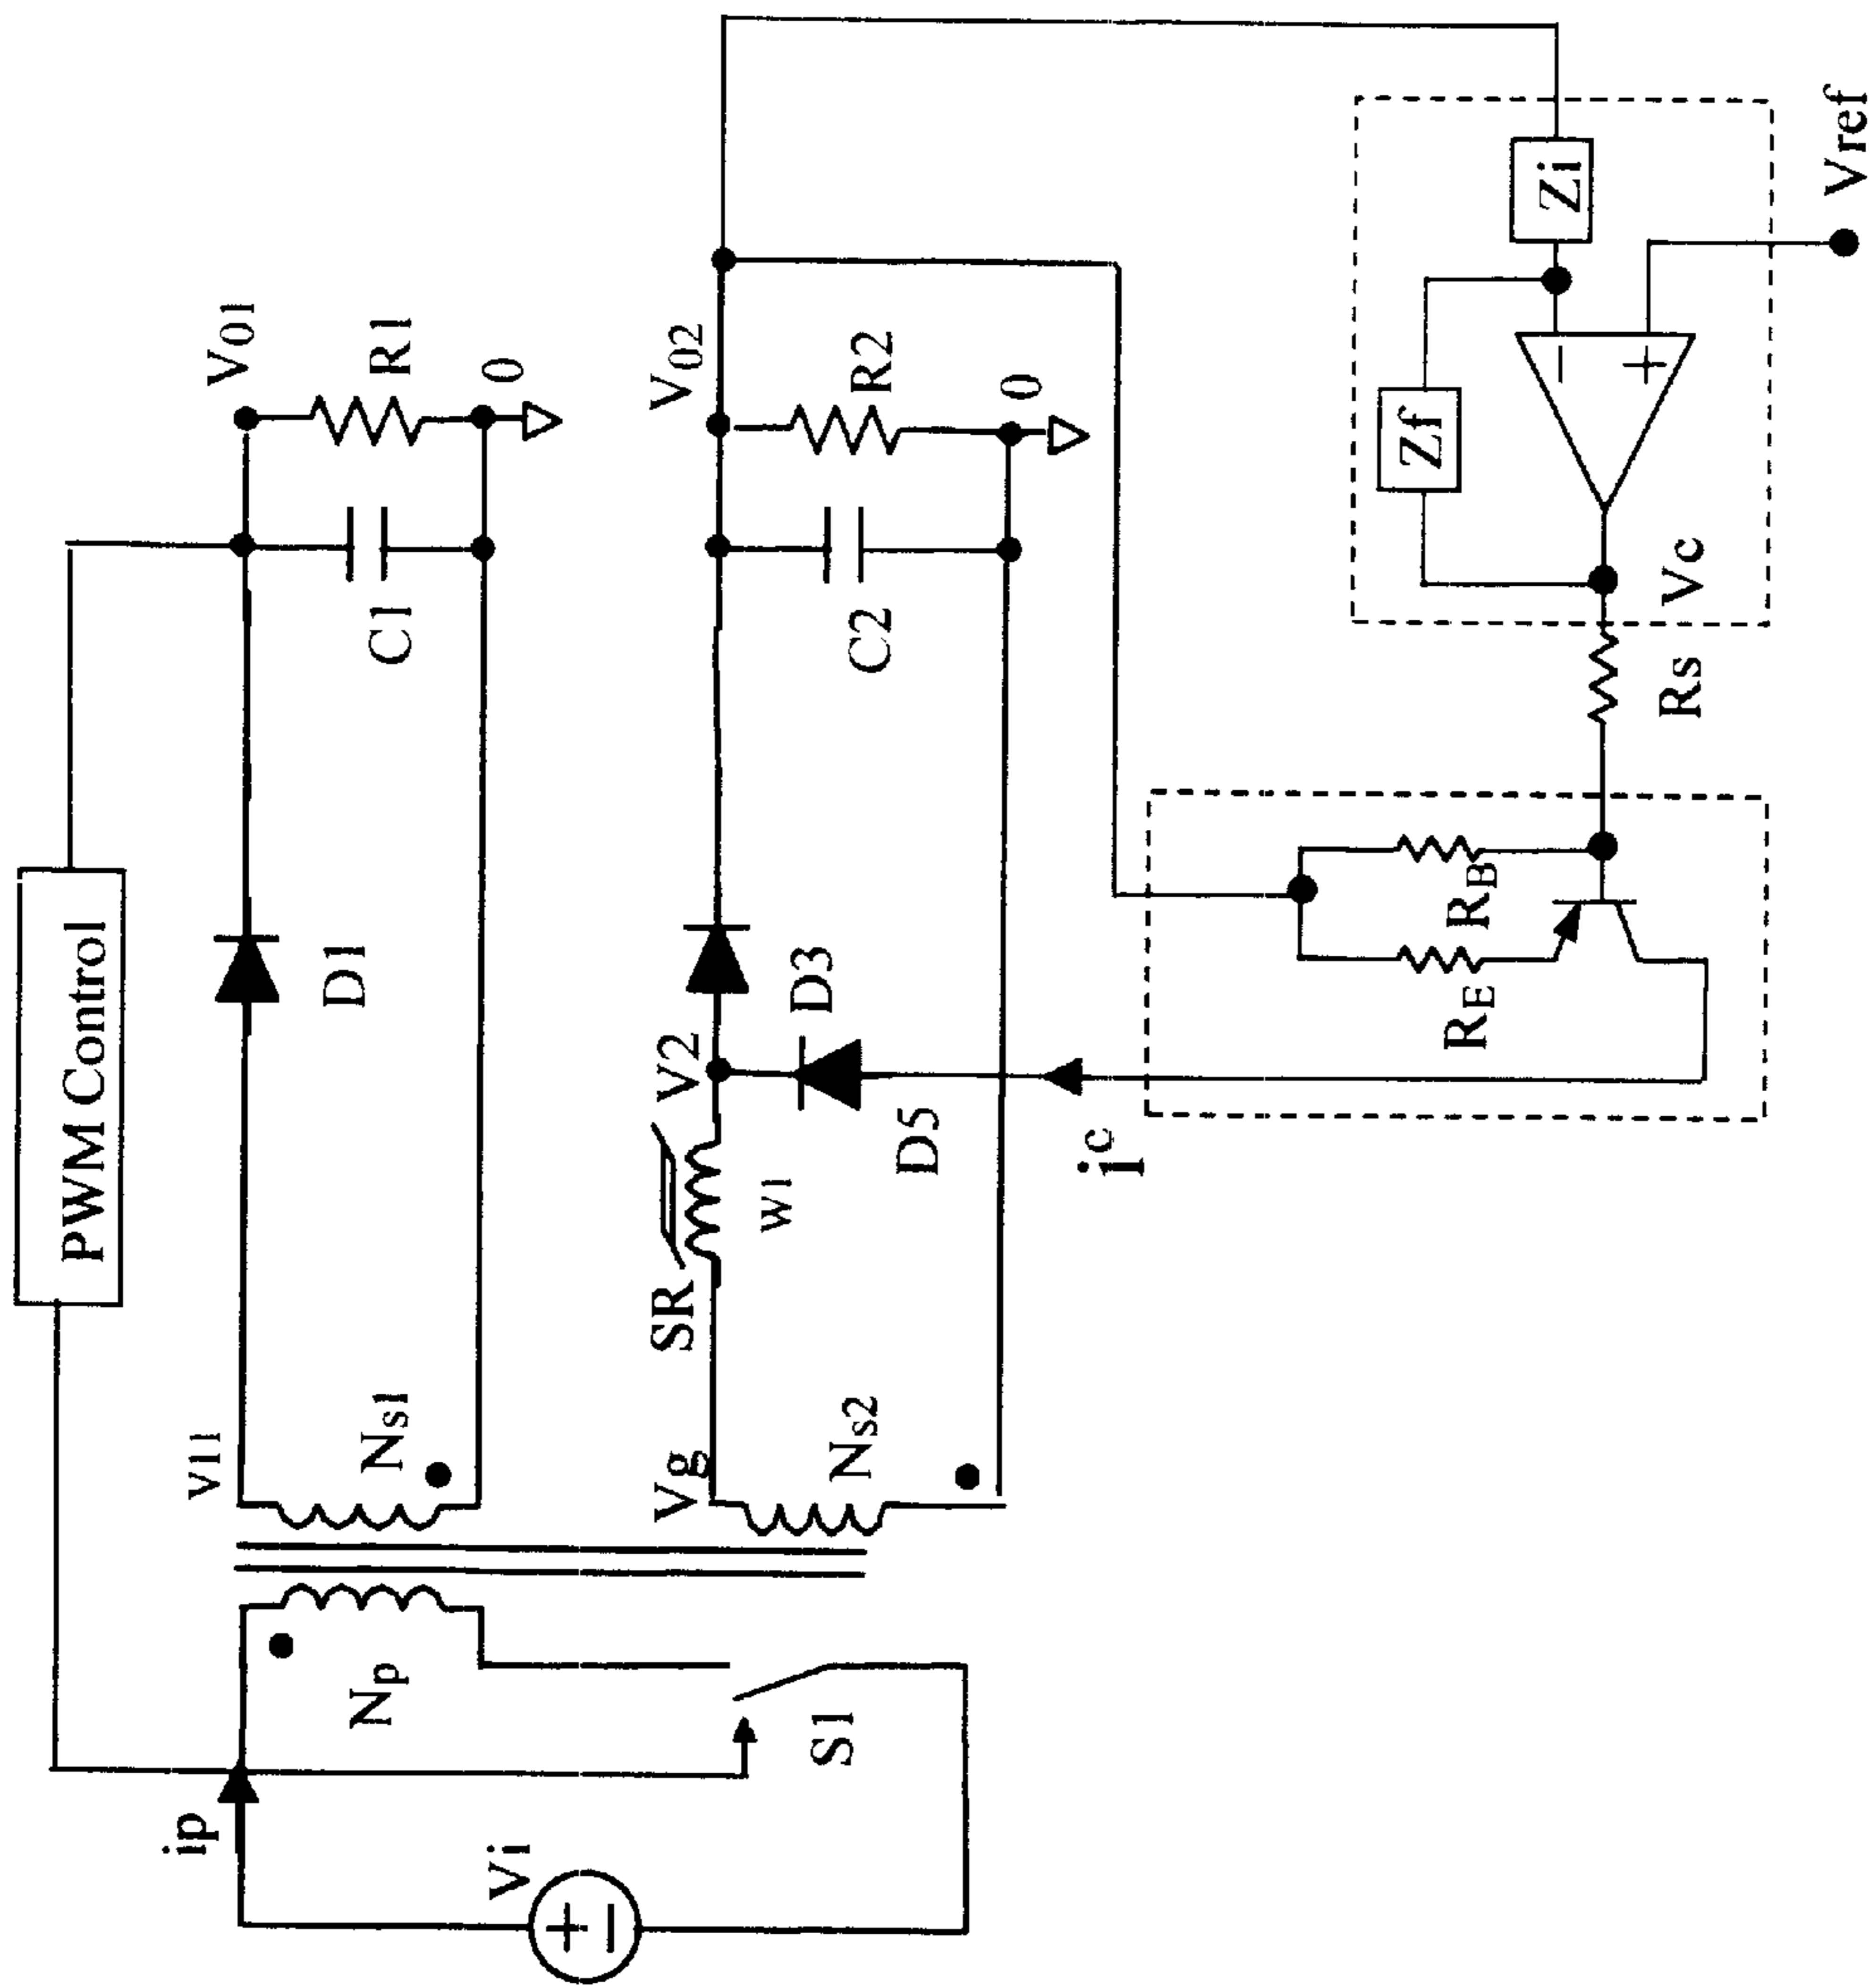 PWM Control
ip
Vi
Np
S1
V11
Ns1
D1
C1
V01
R1
0
Vg
Ns2
SR
W1
V2
D3
D5
ic
C2
V02
R2
0
RE
RB
Rs
Vc
Zf
Zi
−
+
Vref
+
−